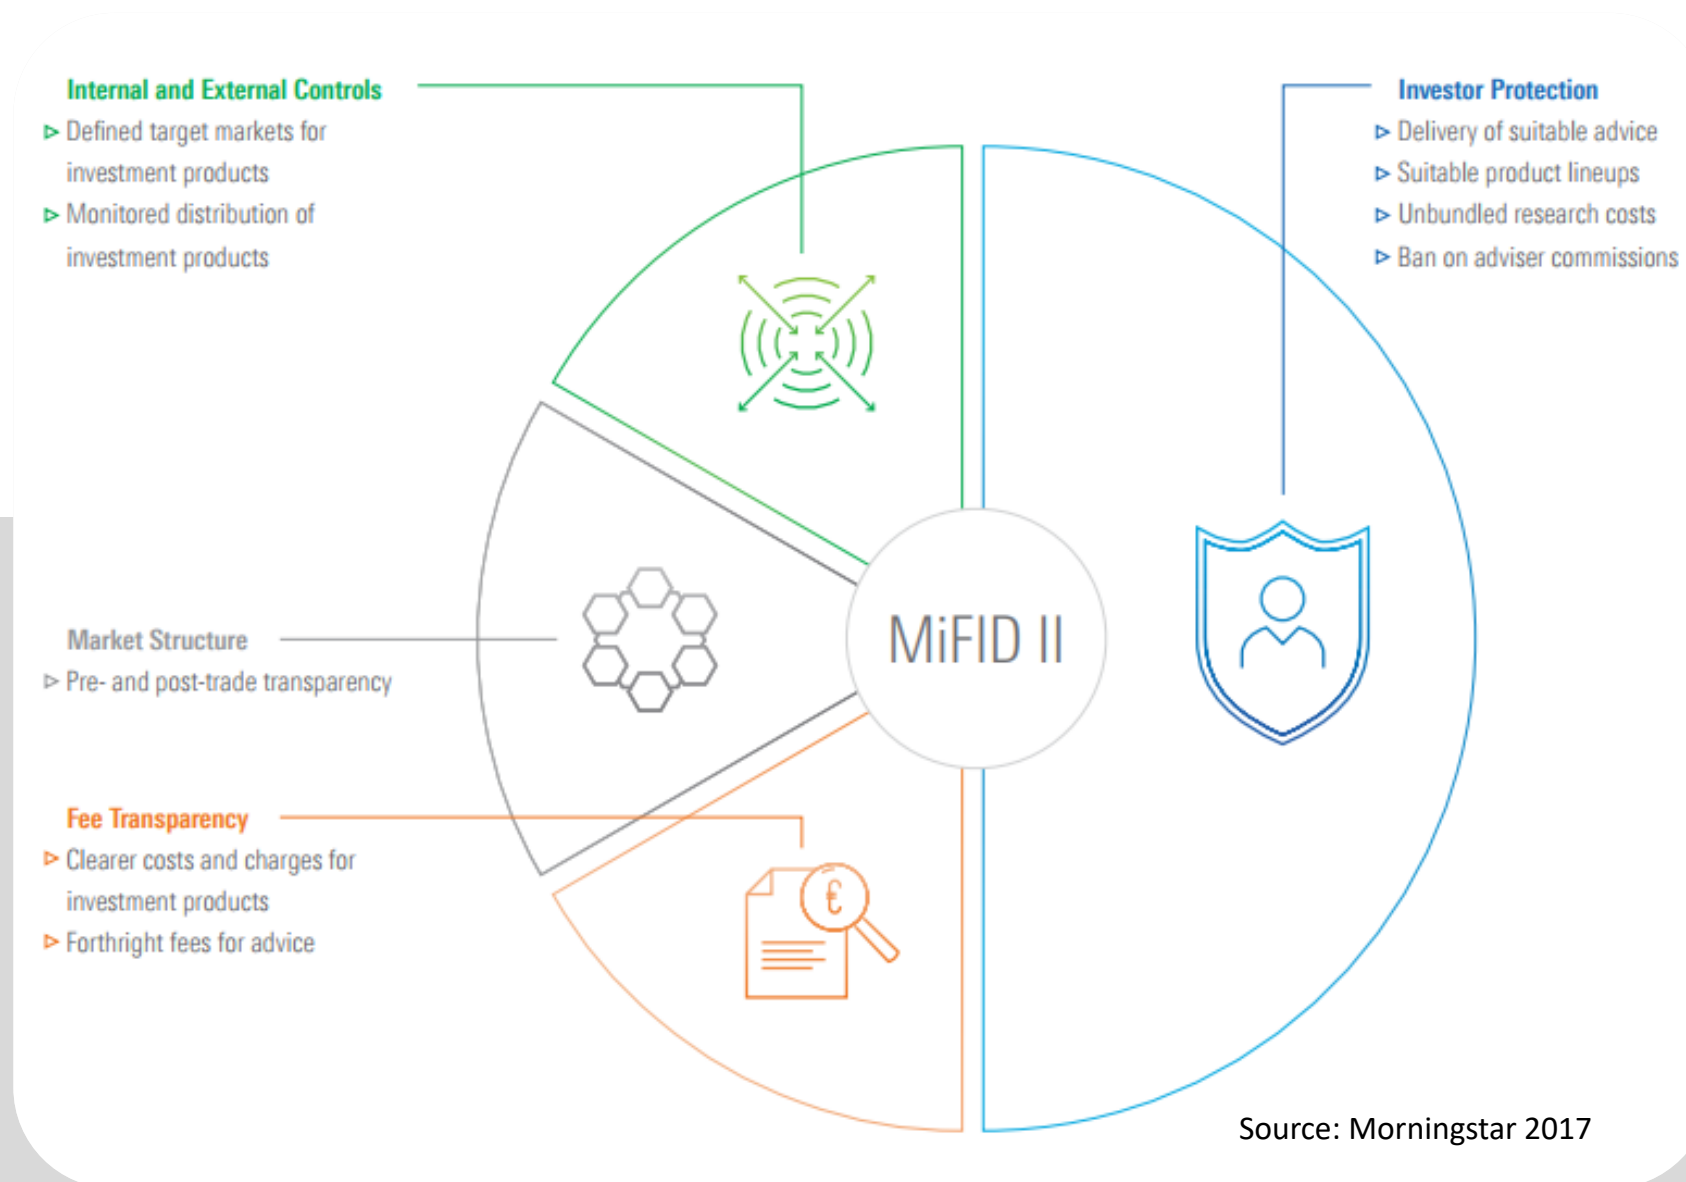 Internal and External Controls
▹ Defined target markets for
investment products
▹ Monitored distribution of
investment products
Investor Protection
▹ Delivery of suitable advice
▹ Suitable product lineups
▹ Unbundled research costs
▹ Ban on adviser commissions
MiFID II
Market Structure
▹ Pre- and post-trade transparency
Fee Transparency
▹ Clearer costs and charges for
investment products
▹ Forthright fees for advice
€
Source: Morningstar 2017